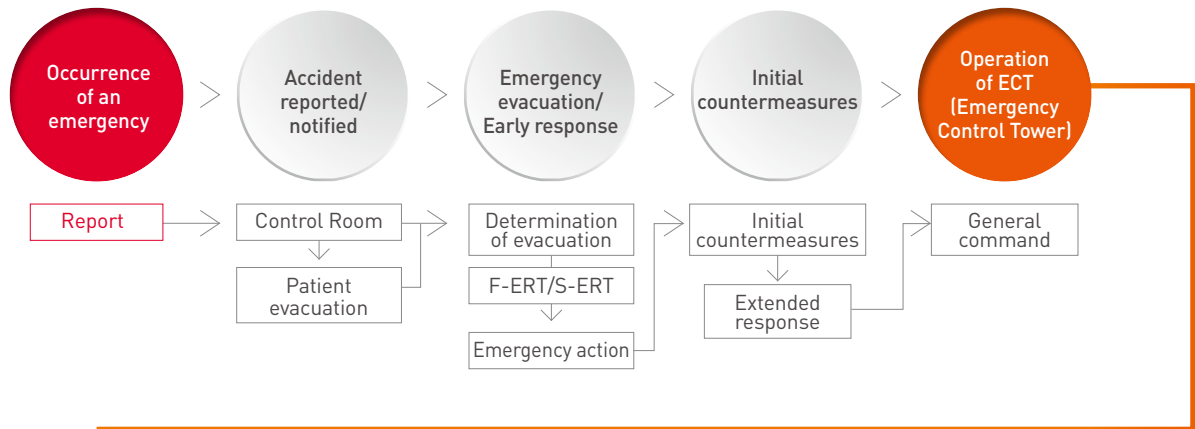 Occurrence
of an
emergency
Accident
reported/
notified
Emergency
evacuation/
Early response
Initial
countermeasures
Operation
of ECT
(Emergency
Control Tower)
Report
Control Room
Patient
evacuation
Determination
of evacuation
F-ERT/S-ERT
Emergency action
Initial
countermeasures
Extended
response
General
command